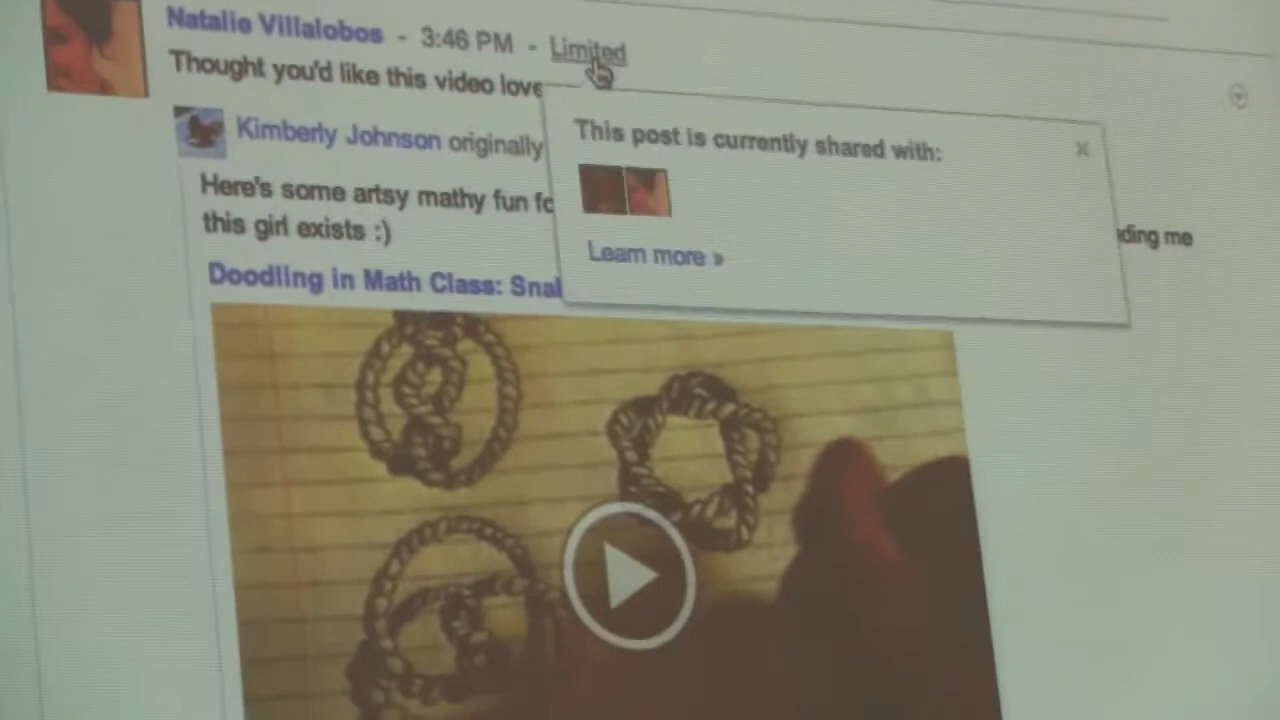 Natalie Villalobos - 3:46 PM - Limited
Thought you'd like this video love
Kimberly Johnson originally
Here's some artsy mathy fun fo
ding me
this girl exists :)
Doodling in Math Class: Snak
This post is currently shared with:
Learn more »